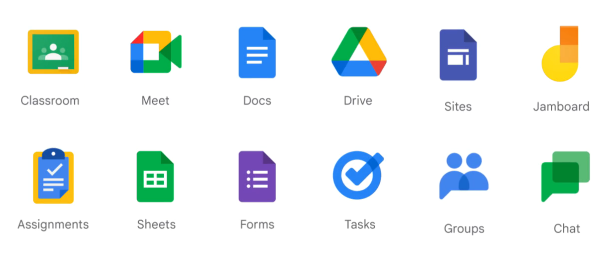 Classroom
Meet
Docs
Drive
Sites
Jamboard
Assignments
Sheets
Forms
Tasks
Groups
Chat